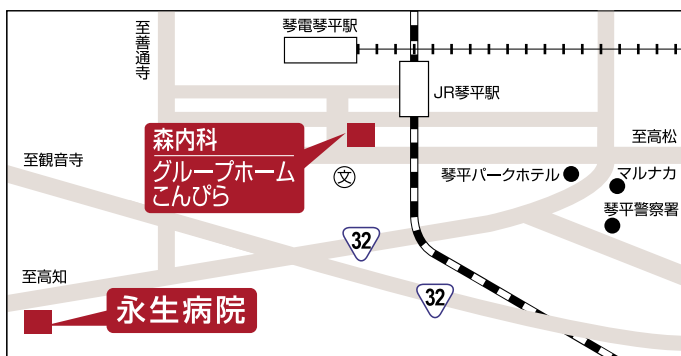 至善通寺
琴電琴平駅
JR琴平駅
森内科
グループホーム
こんぴら
至高松
至観音寺
文
琴平パークホテル
マルナカ
琴平警察署
32
至高知
32
永生病院